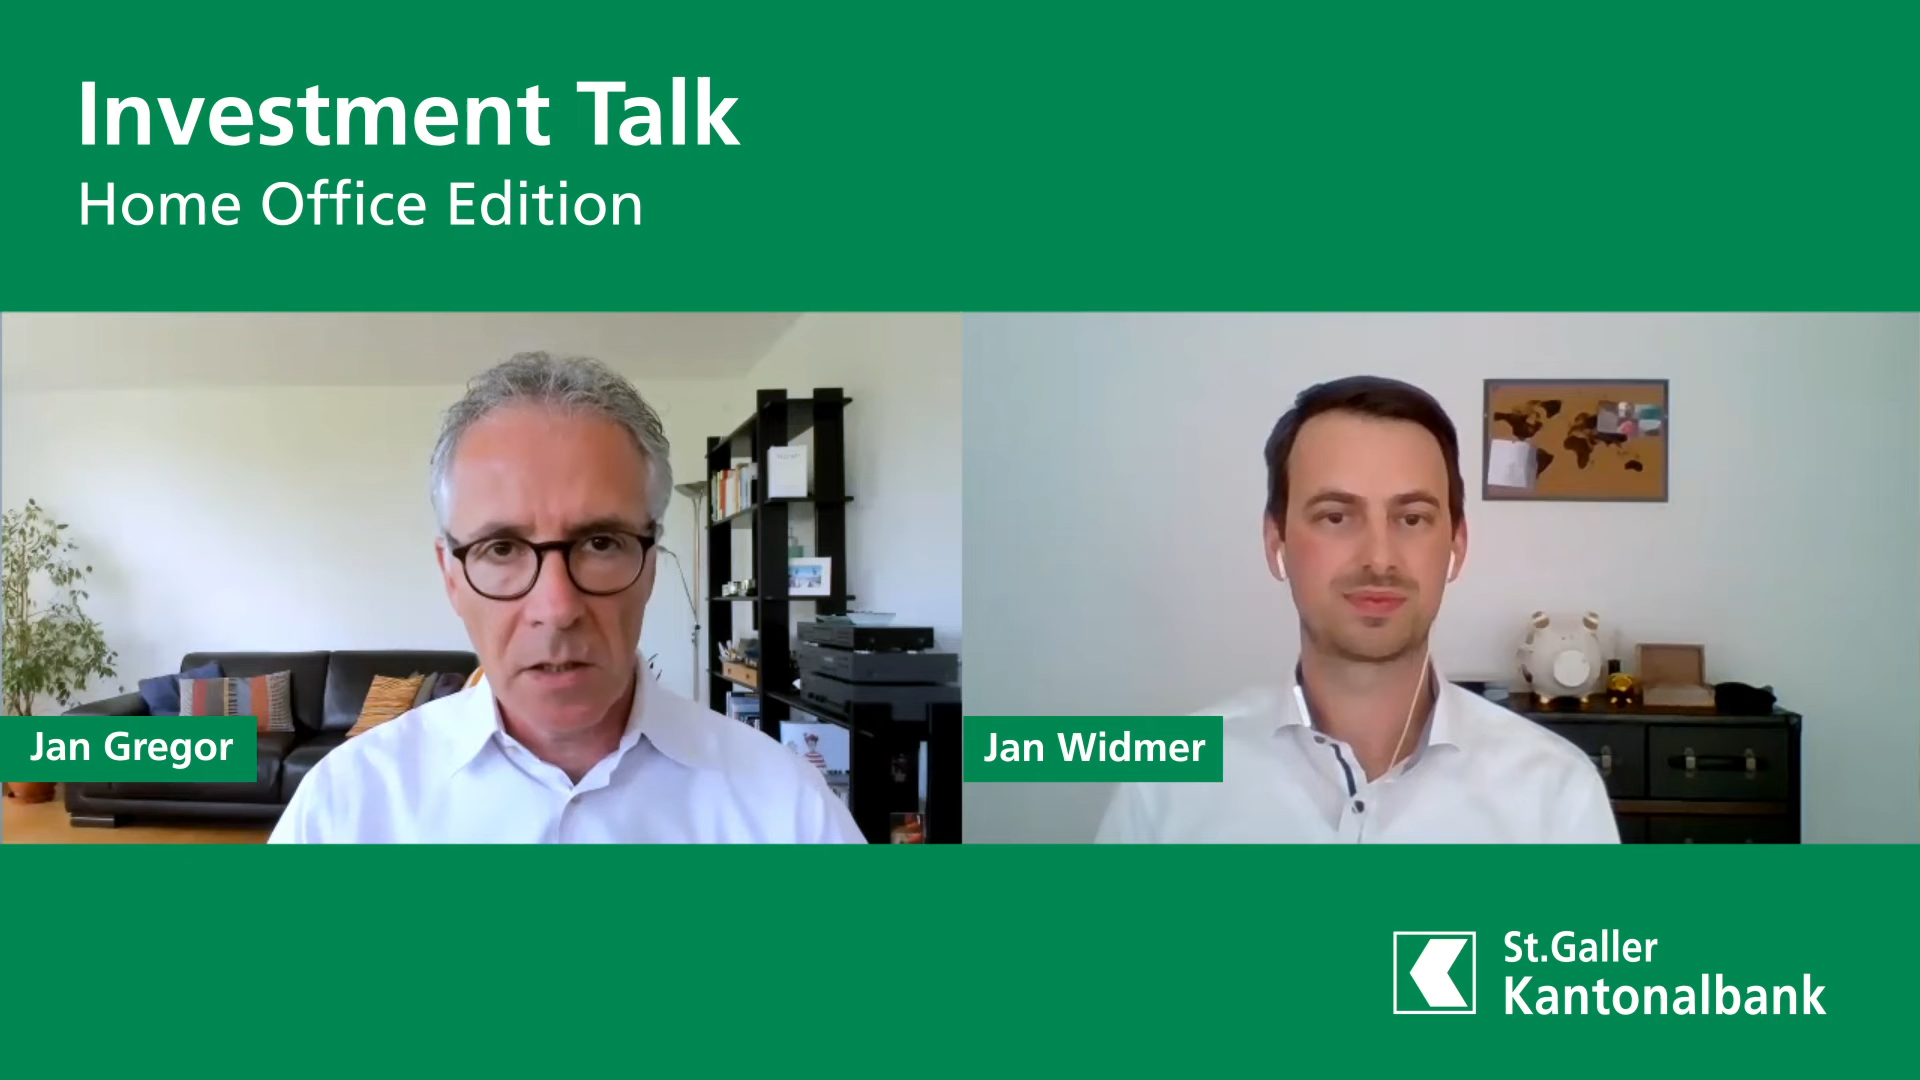 Investment Talk
Home Office Edition
Jan Gregor
Jan Widmer
St.Galler
Kantonalbank